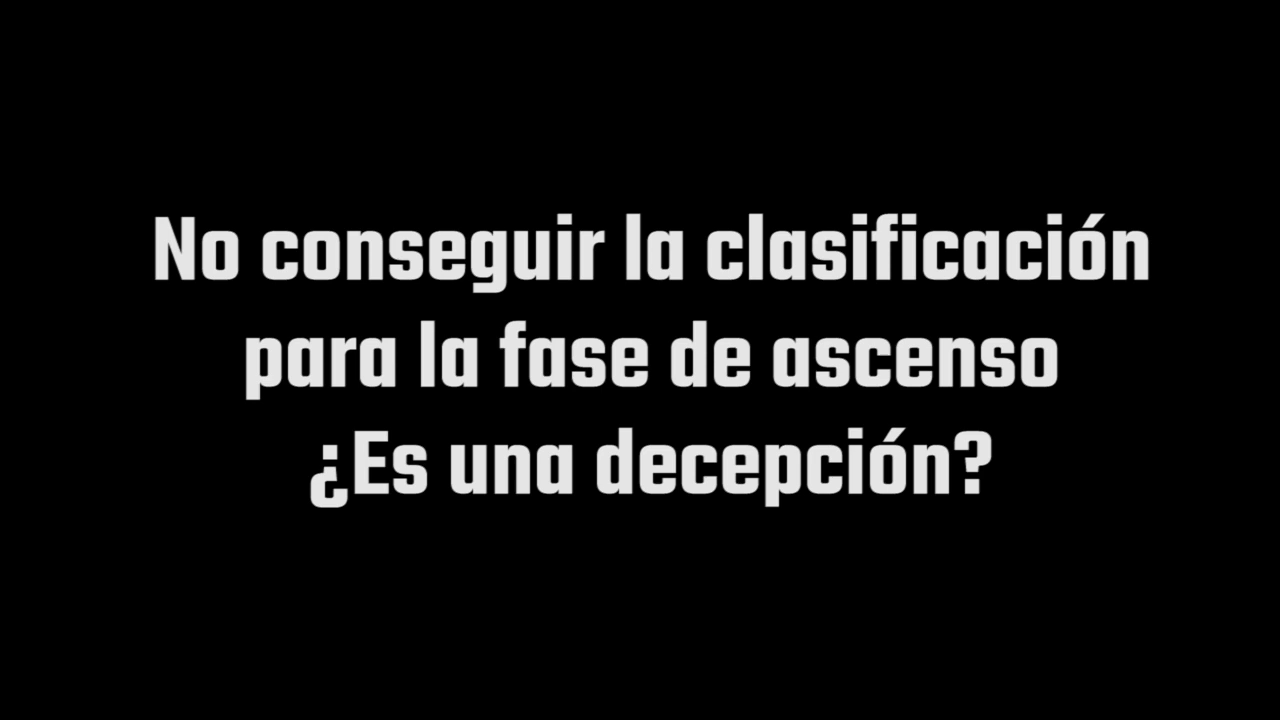 No conseguir la clasificación
para la fase de ascenso
¿Es una decepción?